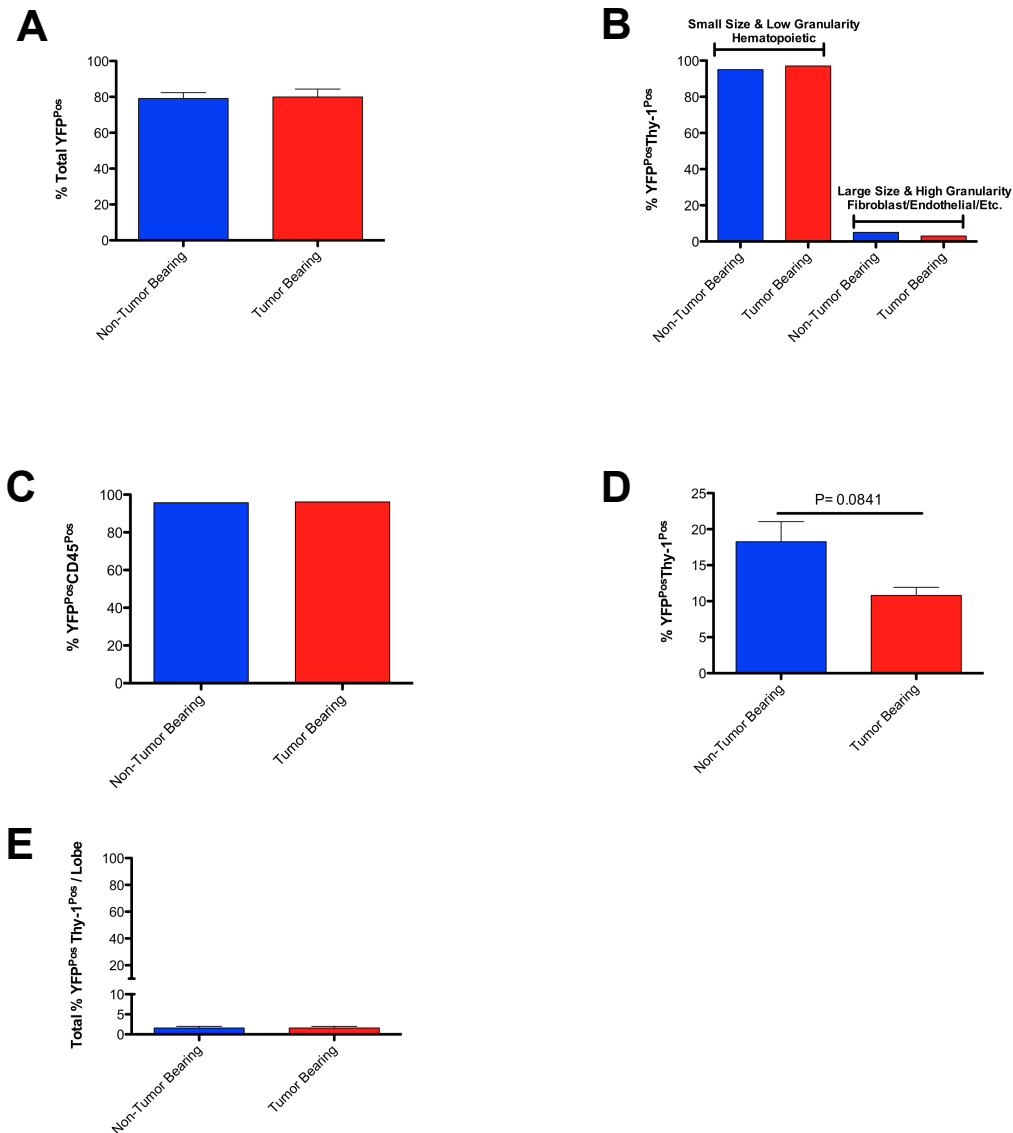 A
% Total YFPPos
100
80
60
40
20
0
Non-Tumor Bearing
Tumor Bearing
B
Small Size & Low Granularity
Hematopoietic
% YFPPosThy-1Pos
100
80
60
40
20
0
Large Size & High Granularity
Fibroblast/Endothelial/Etc.
Non-Tumor Bearing
Tumor Bearing
Non-Tumor Bearing
Tumor Bearing
C
% YFPPosCD45Pos
100
80
60
40
20
0
Non-Tumor Bearing
Tumor Bearing
D
% YFPPosThy-1Pos
25
20
15
10
5
0
P= 0.0841
Non-Tumor Bearing
Tumor Bearing
E
Total % YFPPos Thy-1Pos / Lobe
100
80
60
40
20
10
5
0
Non-Tumor Bearing
Tumor Bearing